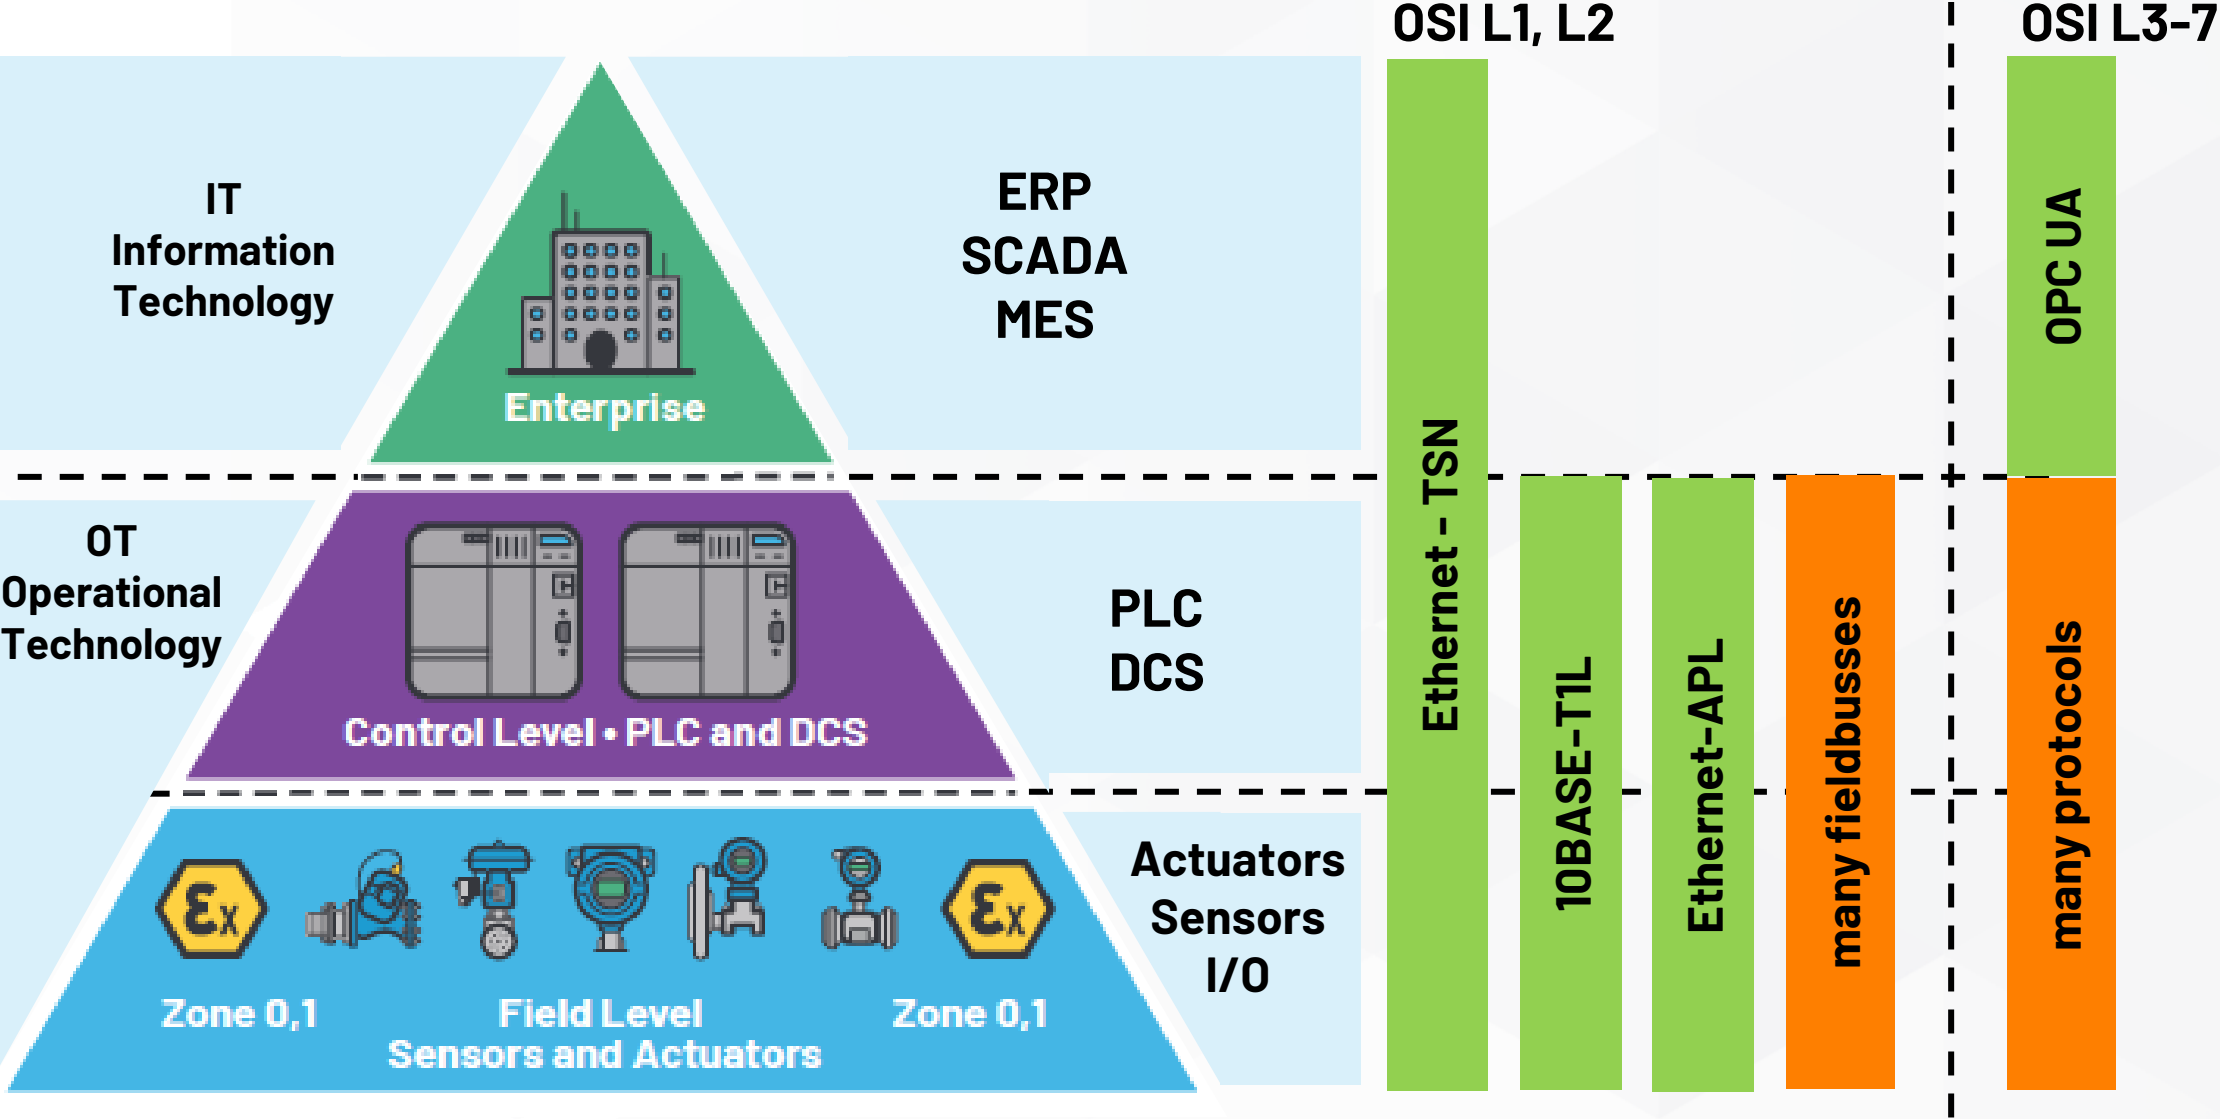 OSI L1, L2
OSI L3-7
IT
Information
Technology
Enterprise
ERP
SCADA
MES
OT
Operational
Technology
Control Level • PLC and DCS
PLC
DCS
εx
εx
Zone 0,1
Field Level
Sensors and Actuators
Zone 0,1
Actuators
Sensors
I/O
Ethernet - TSN
10BASE-T1L
Ethernet-APL
many fieldbusses
OPC UA
many protocols